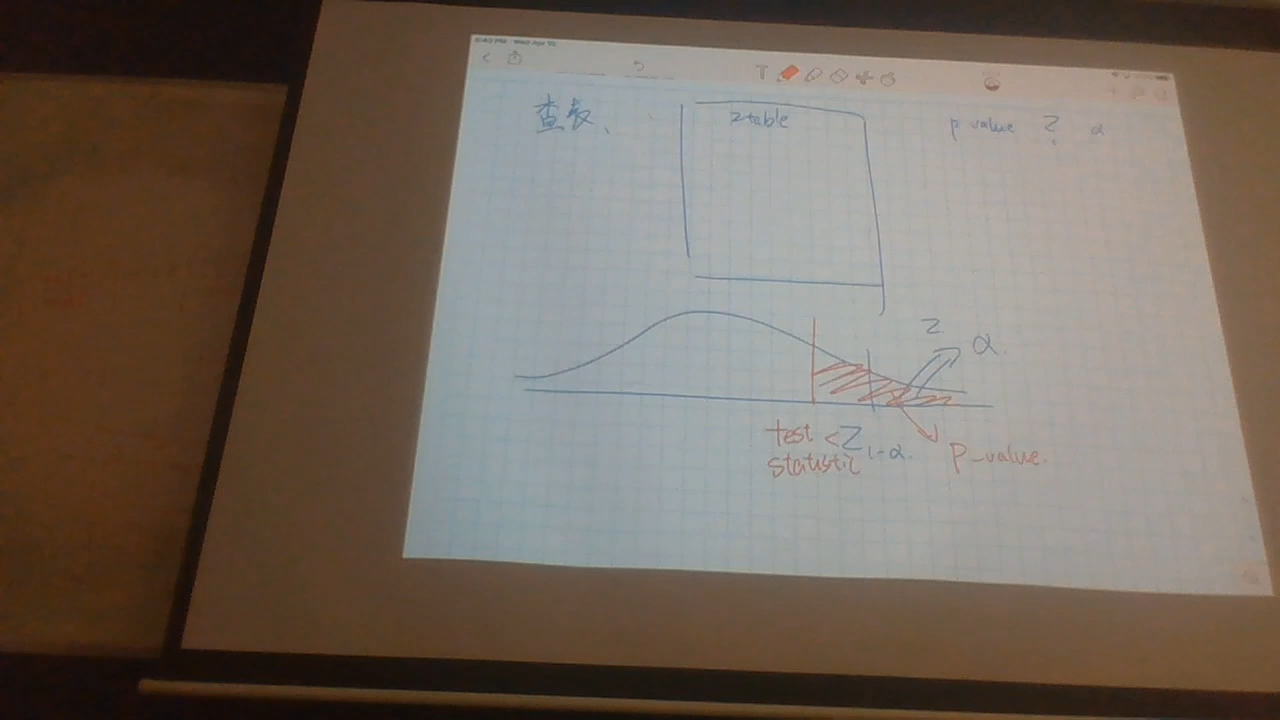 查表、
z table
p value ? α
z
α.
test < Z1-α.
statistic
p-value.